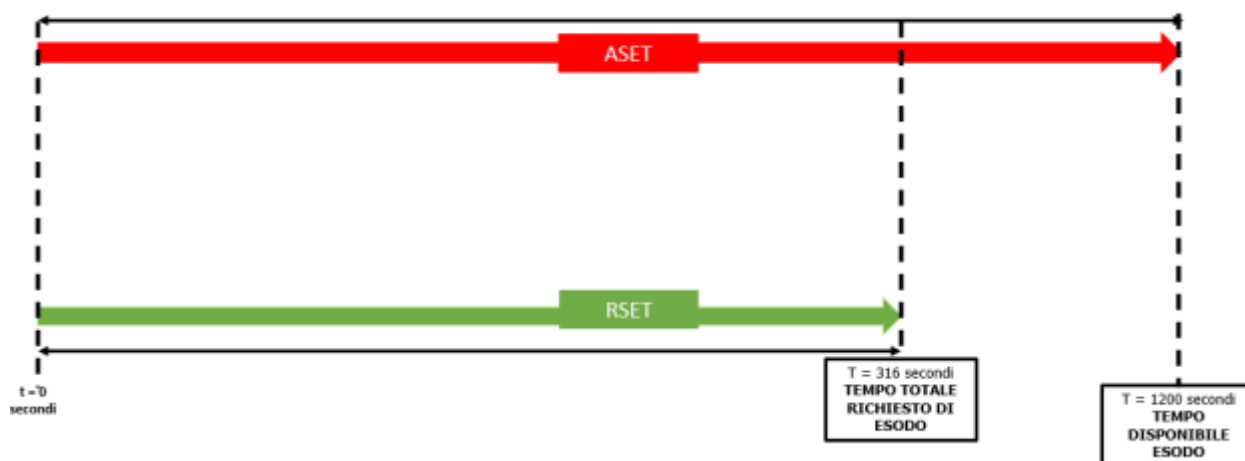 ASET
RSET
t = 0
secondi
T = 316 secondi
TEMPO TOTALE
RICHIESTO DI
ESODO
T = 1200 secondi
TEMPO
DISPONIBILE
ESODO